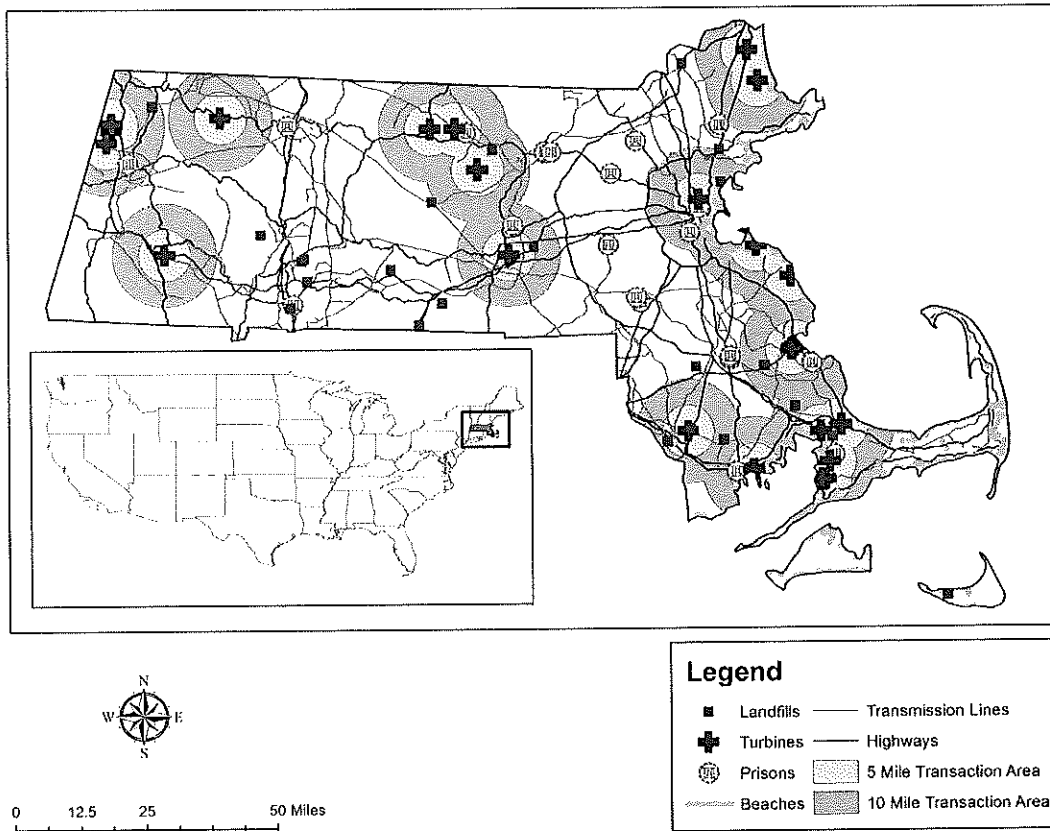 N
W E
S
0 12.5 25 50 Miles
Legend
Landfills Transmission Lines
Turbines Highways
Prisons 5 Mile Transaction Area
Beaches 10 Mile Transaction Area